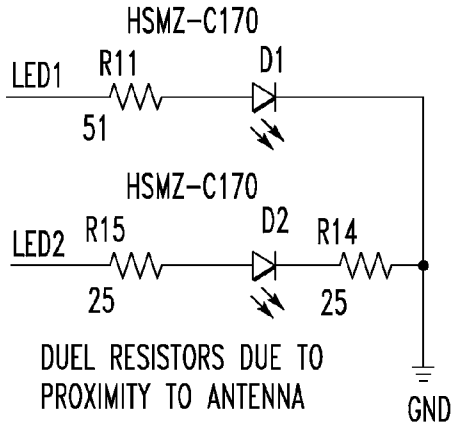 HSMZ-C170
LED1 R11 D1
51
HSMZ-C170
LED2 R15 D2 R14
25 25
DUEL RESISTORS DUE TO
PROXIMITY TO ANTENNA
GND